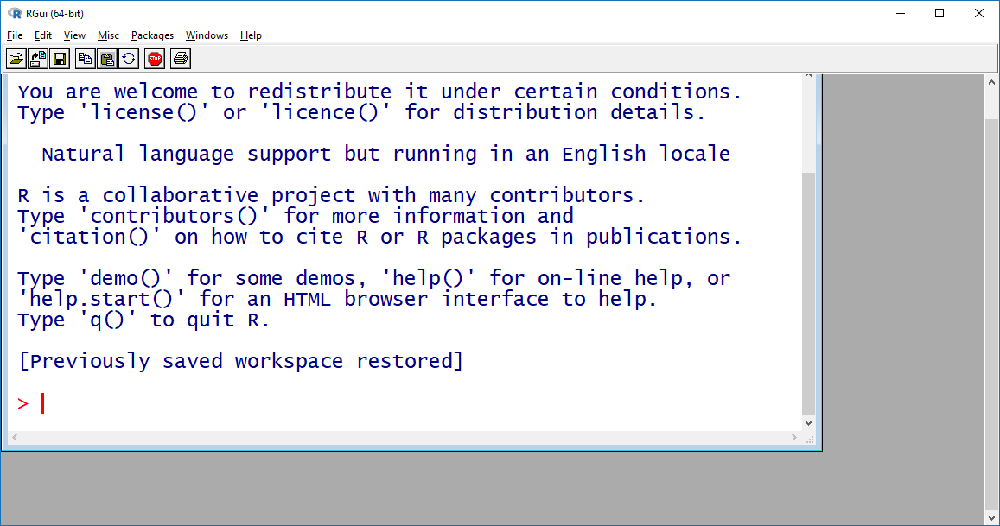 RGui (64-bit)
File Edit View Misc Packages Windows Help
STOP
You are welcome to redistribute it under certain conditions.
Type 'license()' or 'licence()' for distribution details.
Natural language support but running in an English locale
R is a collaborative project with many contributors.
Type 'contributors()' for more information and
'citation()' on how to cite R or R packages in publications.
Type 'demo()' for some demos, 'help()' for on-line help, or
'help.start()' for an HTML browser interface to help.
Type 'q()' to quit R.
[Previously saved workspace restored]
>